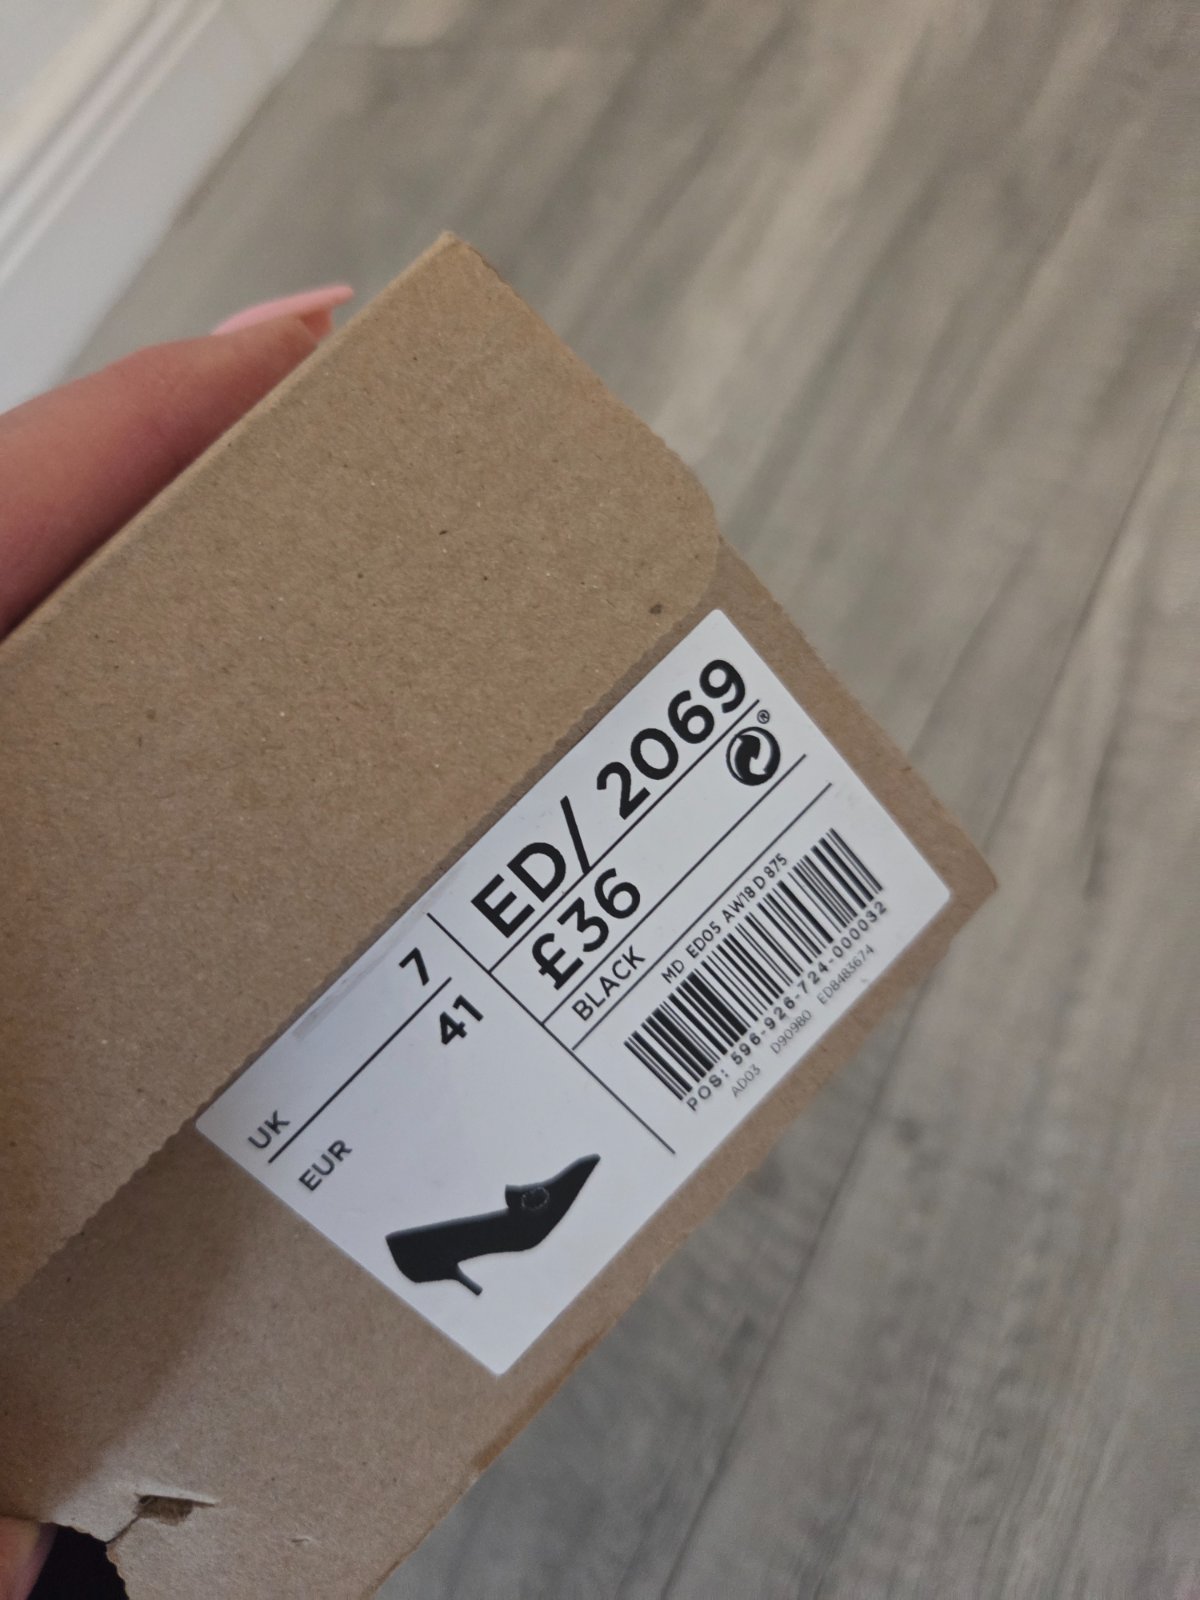 ED/ 2069
£36
®
BLACK
MD ED05 AW18 D 875
POS: 596-926-724-000032
AD03 D90980 ED8483674
UK 7
EUR 41